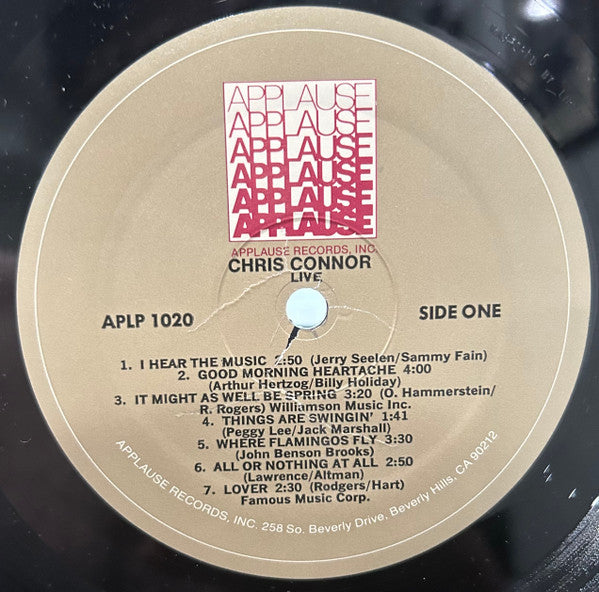 APPLAUSE
APPLAUSE
APPLAUSE
APPLAUSE
APPLAUSE
APPLAUSE
APPLAUSE RECORDS, INC.
CHRIS CONNOR
LIVE
APLP 1020
SIDE ONE
1. I HEAR THE MUSIC 2:50 (Jerry Seelen/Sammy Fain)
2. GOOD MORNING HEARTACHE 4:00
(Arthur Hertzog/Billy Holiday)
3. IT MIGHT AS WELL BE SPRING 3:20 (O. Hammerstein/
R. Rogers) Williamson Music Inc.
4. THINGS ARE SWINGIN' 1:41
(Peggy Lee/Jack Marshall)
5. WHERE FLAMINGOS FLY 3:30
(John Benson Brooks)
6. ALL OR NOTHING AT ALL 2:50
(Lawrence/Altman)
7. LOVER 2:30 (Rodgers/Hart)
Famous Music Corp.
APPLAUSE RECORDS, INC. 258 So. Beverly Drive, Beverly Hills, CA 90212